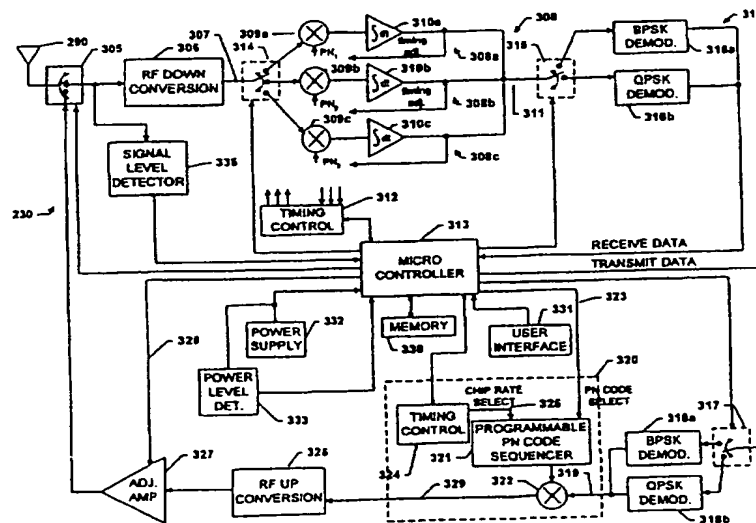 290
305
306
307
314
309a
310a
308
308a
315
BPSK
DEMOD.
316a
RF DOWN
CONVERSION
PN₁
timing
adj.
309b
310b
PN₂
timing
adj.
308b
311
QPSK
DEMOD.
316b
309c
310c
PN₃
308c
SIGNAL
LEVEL
DETECTOR
335
230
TIMING
CONTROL
312
313
MICRO
CONTROLLER
RECEIVE DATA
TRANSMIT DATA
323
328
POWER
SUPPLY
332
MEMORY
330
USER
INTERFACE
331
320
POWER
LEVEL
DET.
333
CHIP RATE
SELECT
PN CODE
SELECT
TIMING
CONTROL
324
325
321
PROGRAMMABLE
PN CODE
SEQUENCER
318a
317
BPSK
DEMOD.
QPSK
DEMOD.
318b
319
322
329
RF UP
CONVERSION
326
327
ADJ.
AMP